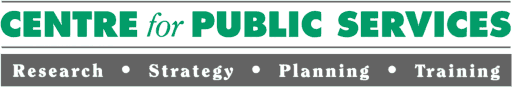 CENTRE for PUBLIC SERVICES
Research • Strategy • Planning • Training